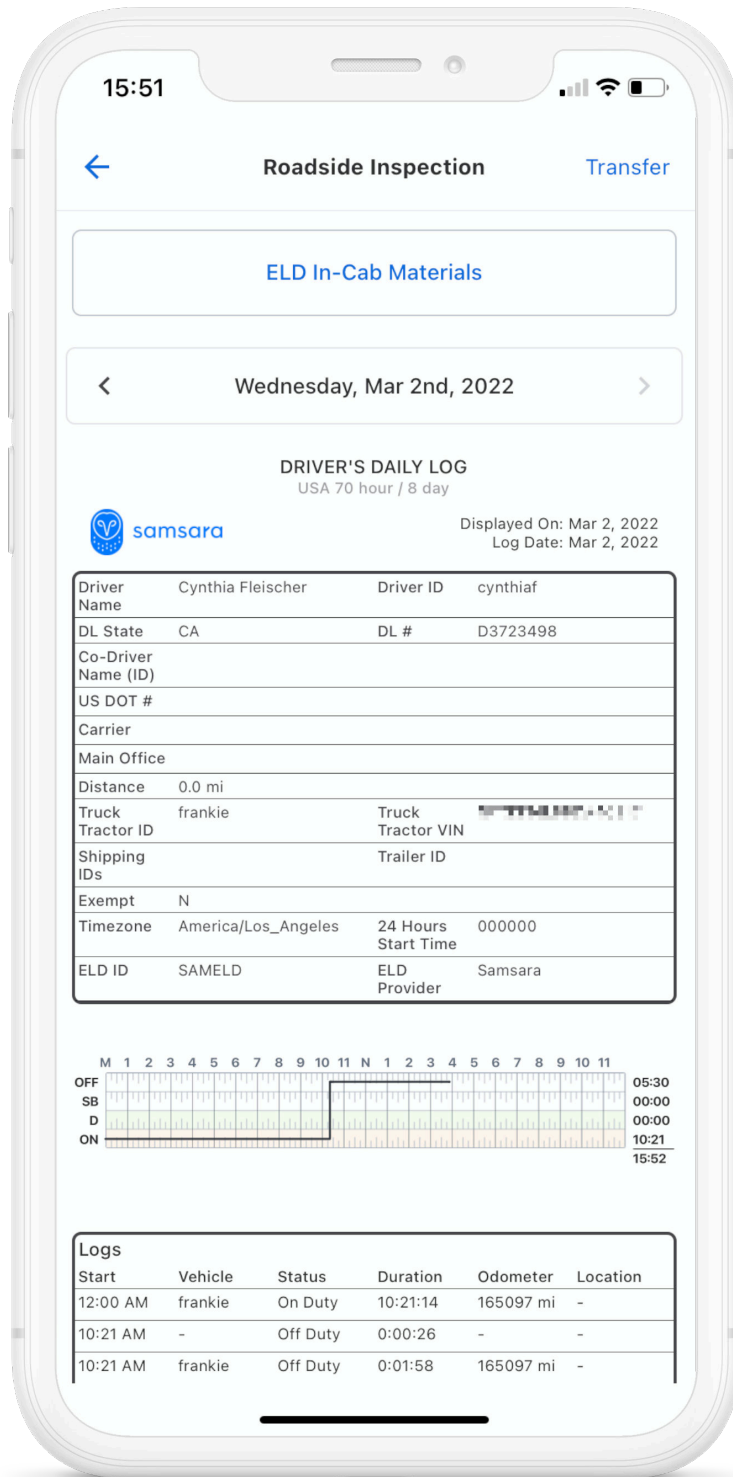 15:51
Roadside Inspection
Transfer
ELD In-Cab Materials
Wednesday, Mar 2nd, 2022
DRIVER'S DAILY LOG
USA 70 hour / 8 day
samsara
Displayed On: Mar 2, 2022
Log Date: Mar 2, 2022
Driver Name Cynthia Fleischer Driver ID cynthiaf
DL State CA DL # D3723498
Co-Driver Name (ID)
US DOT #
Carrier
Main Office
Distance 0.0 mi
Truck Tractor ID frankie Truck Tractor VIN
Shipping IDs Trailer ID
Exempt N
Timezone America/Los_Angeles 24 Hours Start Time 000000
ELD ID SAMELD ELD Provider Samsara
M 1 2 3 4 5 6 7 8 9 10 11 N 1 2 3 4 5 6 7 8 9 10 11
OFF 05:30
SB 00:00
D 00:00
ON 10:21
15:52
Logs
Start Vehicle Status Duration Odometer Location
12:00 AM frankie On Duty 10:21:14 165097 mi -
10:21 AM - Off Duty 0:00:26 - -
10:21 AM frankie Off Duty 0:01:58 165097 mi -